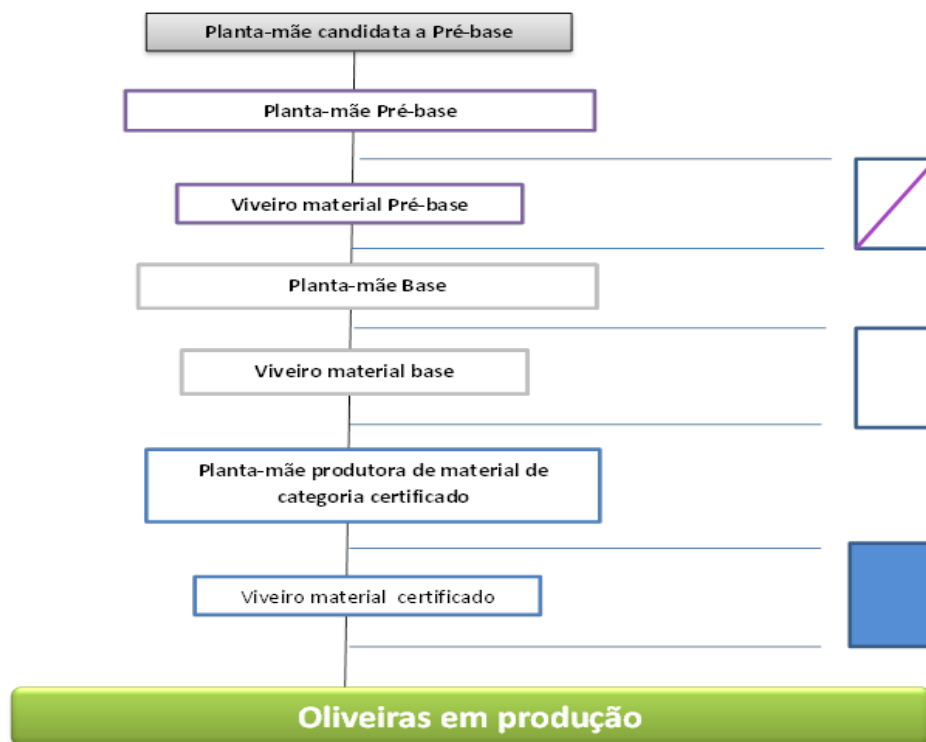 Planta-mãe candidata a Pré-base
Planta-mãe Pré-base
Viveiro material Pré-base
Planta-mãe Base
Viveiro material base
Planta-mãe produtora de material de
categoria certificado
Viveiro material certificado
Oliveiras em produção